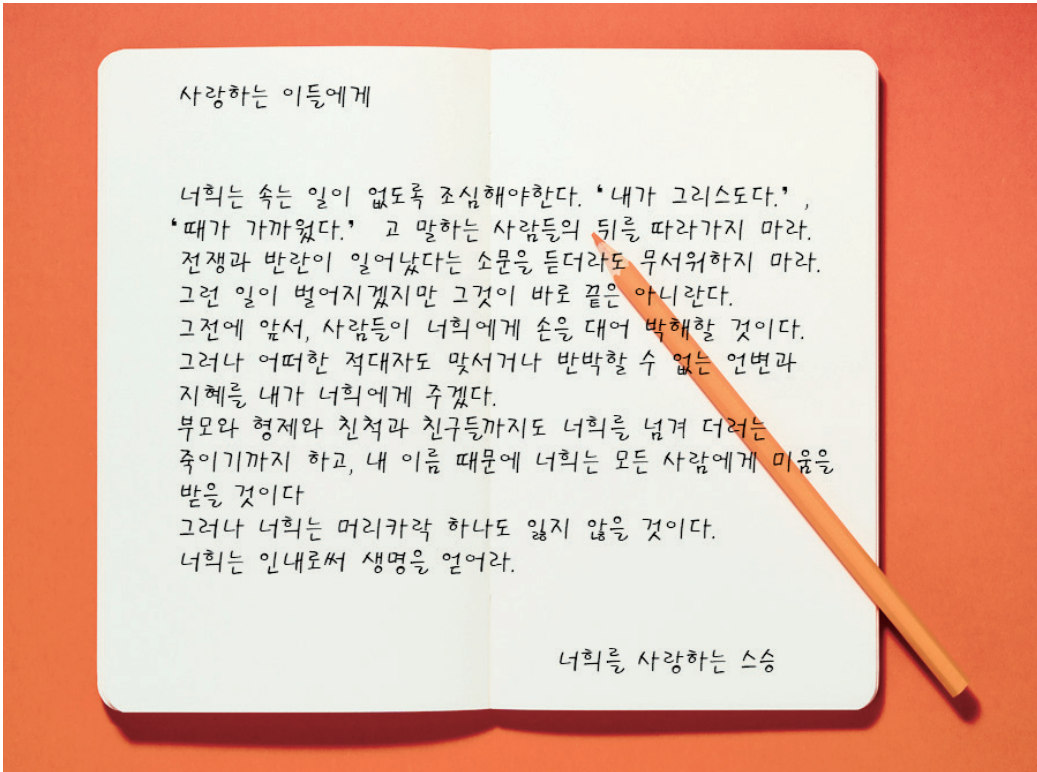 사랑하는 이들에게
너희는 속는 일이 없도록 조심해야한다. ‘내가 그리스도다.’,
‘때가 가까웠다.’ 고 말하는 사람들의 뒤를 따라가지 마라.
전쟁과 반란이 일어났다는 소문을 듣더라도 무서워하지 마라.
그런 일이 벌어지겠지만 그것이 바로 끝은 아니란다.
그전에 앞서, 사람들이 너희에게 손을 대어 박해할 것이다.
그러나 어떠한 적대자도 맞서거나 반박할 수 없는 언변과
지혜를 내가 너희에게 주겠다.
부모와 형제와 친척과 친구들까지도 너희를 넘겨 더러는
죽이기까지 하고, 내 이름 때문에 너희는 모든 사람에게 미움을
받을 것이다
그러나 너희는 머리카락 하나도 잃지 않을 것이다.
너희는 인내로써 생명을 얻어라.
너희를 사랑하는 스승